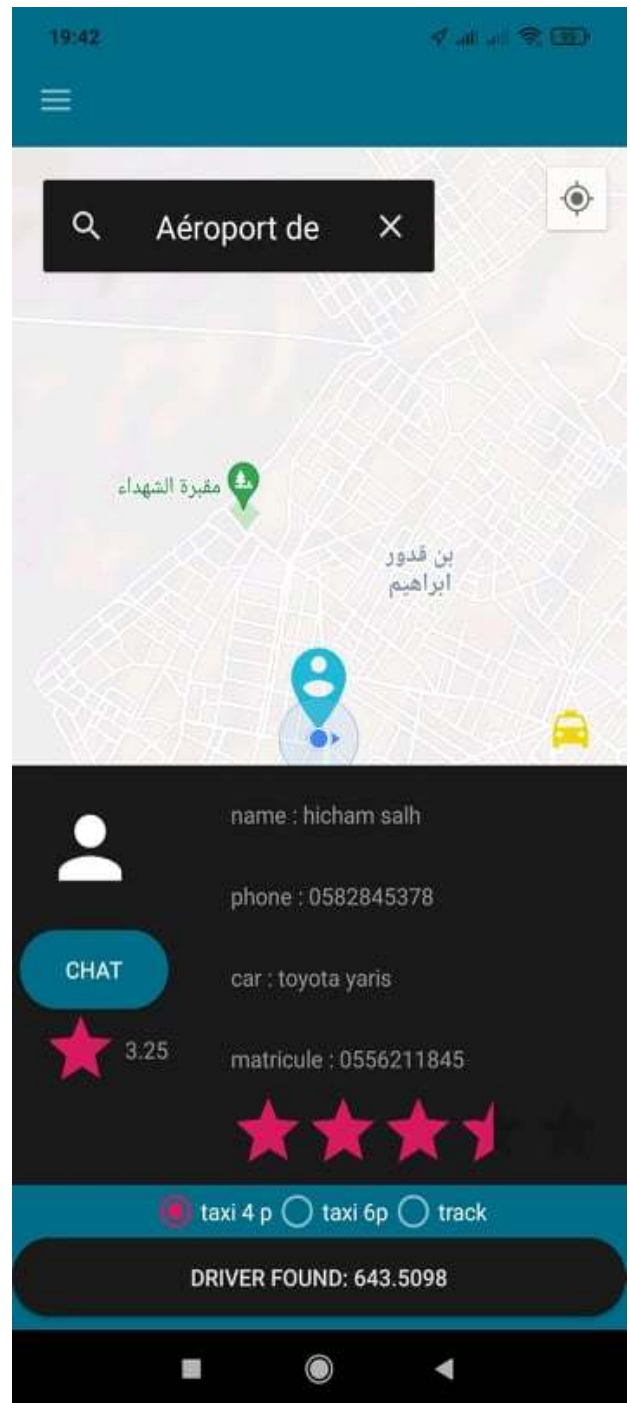 19:42
Aéroport de
مقبرة الشهداء
بن قدور
ابراهيم
name : hicham salh
phone : 0582845378
CHAT
car : toyota yaris
3.25
matricule : 0556211845
taxi 4 p taxi 6p track
DRIVER FOUND: 643.5098